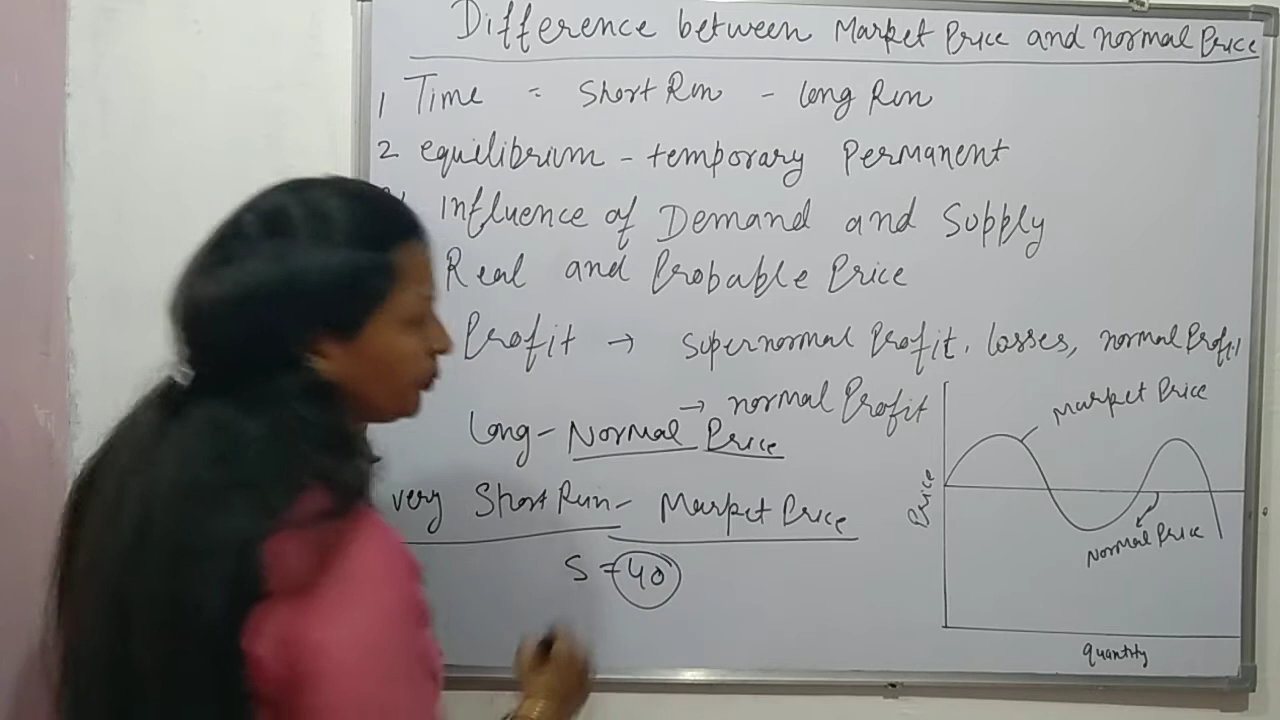 Difference between Market Price and normal Price
1 Time = Short Run - long Run
2 equilibrium - temporary Permanent
Influence of Demand and Supply
Real and Probable Price
Profit → supernormal Profit, losses, normal Profit
→ normal Profit
long - Normal Price
very Short Run - Market Price
S = 40
Market Price
Price
Normal Price
quantity